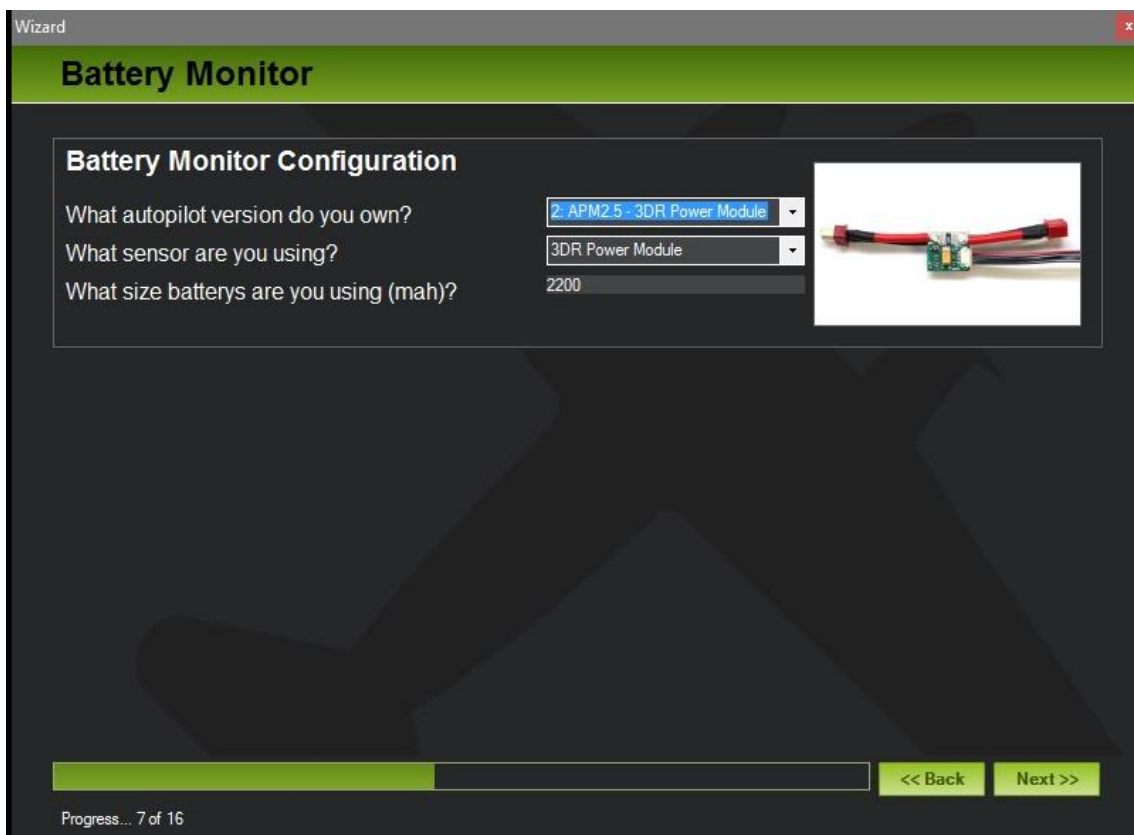 Wizard
x
Battery Monitor
Battery Monitor Configuration
What autopilot version do you own? 2: APM2.5 - 3DR Power Module
What sensor are you using? 3DR Power Module
What size batterys are you using (mah)? 2200
<< Back Next >>
Progress... 7 of 16